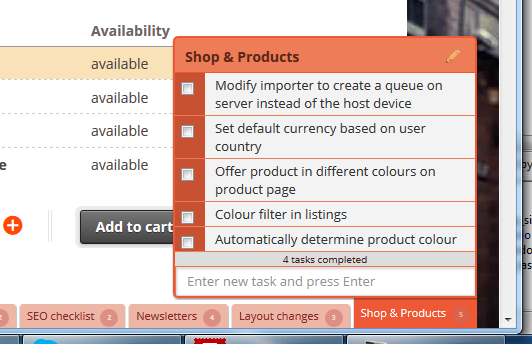 Availability
Shop & Products
available
Modify importer to create a queue on
server instead of the host device
available
Set default currency based on user
country
available
Offer product in different colours on
product page
available
Colour filter in listings
Add to cart
Automatically determine product colour
4 tasks completed
Enter new task and press Enter
SEO checklist 2
Newsletters 4
Layout changes 3
Shop & Products 5